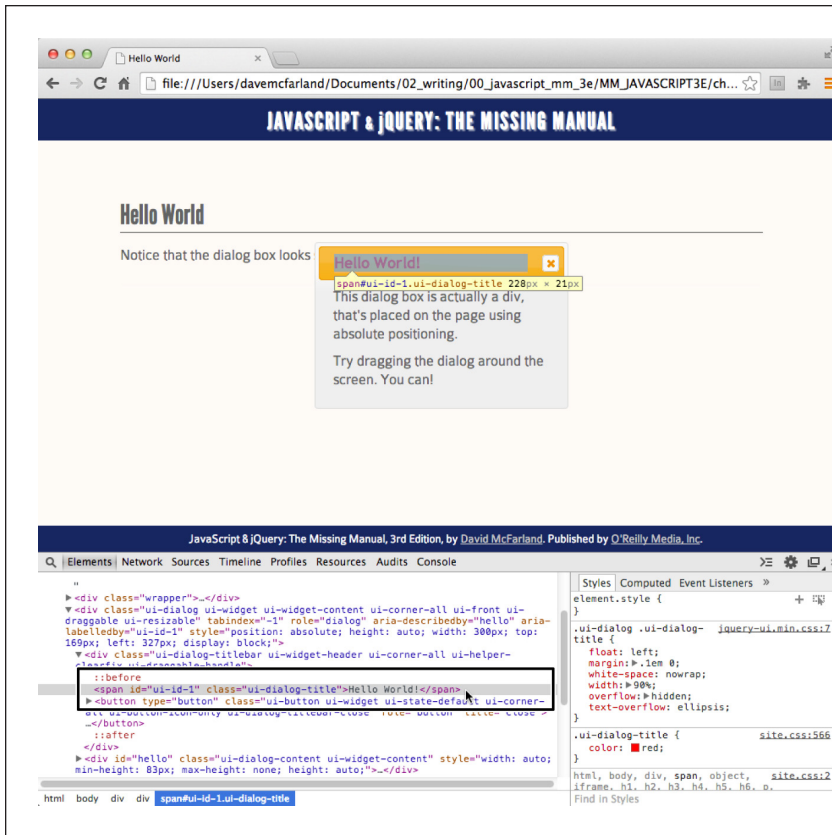 Hello World
file:///Users/davemcfarland/Documents/02_writing/00_javascript_mm_3e/MM_JAVASCRIPT3E/ch...
JAVASCRIPT & jQUERY: THE MISSING MANUAL
Hello World
Notice that the dialog box looks
Hello World!
span#ui-id-1.ui-dialog-title 228px × 21px
This dialog box is actually a div,
that's placed on the page using
absolute positioning.
Try dragging the dialog around the
screen. You can!
JavaScript & jQuery: The Missing Manual, 3rd Edition, by David McFarland. Published by O'Reilly Media, Inc.
Elements Network Sources Timeline Profiles Resources Audits Console
"
▶<div class="wrapper">…</div>
▼<div class="ui-dialog ui-widget ui-widget-content ui-corner-all ui-front ui-
draggable ui-resizable" tabindex="-1" role="dialog" aria-describedby="hello" aria-
labelledby="ui-id-1" style="position: absolute; height: auto; width: 300px; top:
169px; left: 327px; display: block;">
▼<div class="ui-dialog-titlebar ui-widget-header ui-corner-all ui-helper-
clearfix ui-draggable-handle">
::before
<span id="ui-id-1" class="ui-dialog-title">Hello World!</span>
▶<button type="button" class="ui-button ui-widget ui-state-default ui-corner-
all ui-button-icon-only ui-dialog-titlebar-close" role="button" title="Close">
…</button>
::after
</div>
▶<div id="hello" class="ui-dialog-content ui-widget-content" style="width: auto;
min-height: 83px; max-height: none; height: auto;">…</div>
html body div div span#ui-id-1.ui-dialog-title
Styles Computed Event Listeners »
element.style {
}
.ui-dialog .ui-dialog- jquery-ui.min.css:7
title {
float: left;
margin:▶.1em 0;
white-space: nowrap;
width:▶90%;
overflow:▶hidden;
text-overflow: ellipsis;
}
.ui-dialog-title { site.css:566
color: red;
}
html, body, div, span, object, site.css:2
iframe, h1, h2, h3, h4, h5, h6, p,
Find in Styles